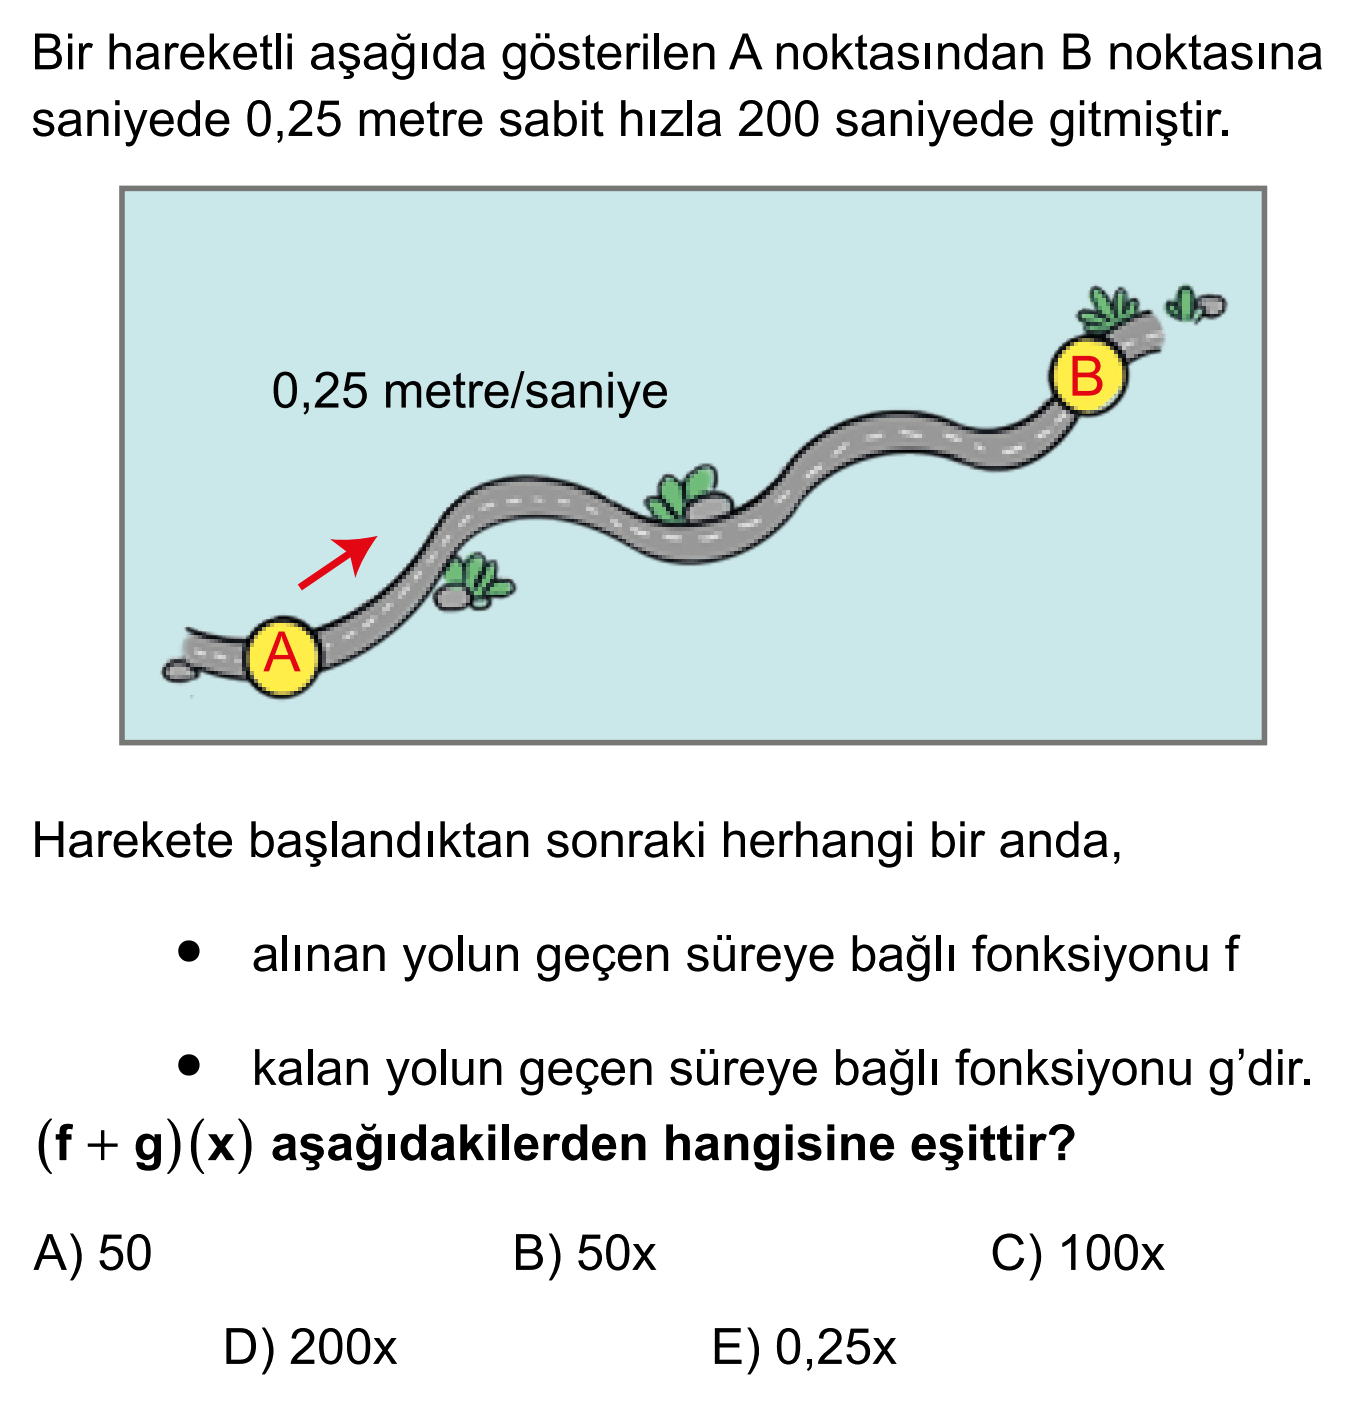 Bir hareketli aşağıda gösterilen A noktasından B noktasına
saniyede 0,25 metre sabit hızla 200 saniyede gitmiştir.
B
0,25 metre/saniye
A
Harekete başlandıktan sonraki herhangi bir anda,
• alınan yolun geçen süreye bağlı fonksiyonu f
• kalan yolun geçen süreye bağlı fonksiyonu g’dir.
(f + g)(x) aşağıdakilerden hangisine eşittir?
A) 50 B) 50x C) 100x
D) 200x E) 0,25x